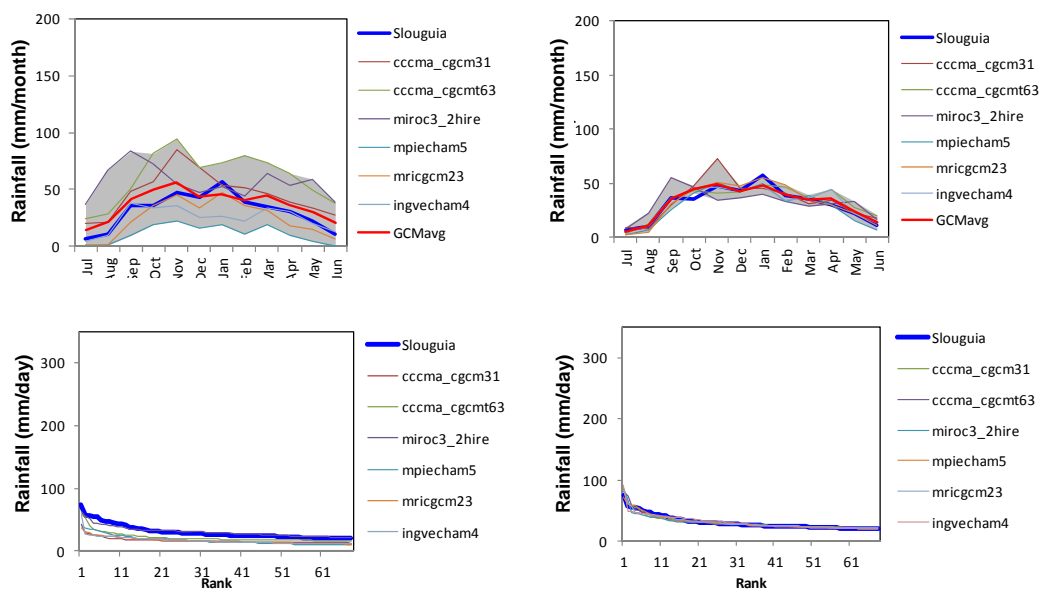 Rainfall (mm/month)
200
150
100
50
0
Jul
Aug
Sep
Oct
Nov
Dec
Jan
Feb
Mar
Apr
May
Jun
Slouguia
cccma_cgcm31
cccma_cgcmt63
miroc3_2hire
mpiecham5
mricgcm23
ingvecham4
GCMavg
Rainfall (mm/month)
200
150
100
50
0
Jul
Aug
Sep
Oct
Nov
Dec
Jan
Feb
Mar
Apr
May
Jun
Slouguia
cccma_cgcm31
cccma_cgcmt63
miroc3_2hire
mpiecham5
mricgcm23
ingvecham4
GCMavg
Rainfall (mm/day)
300
200
100
0
1 11 21 31 41 51 61
Rank
Slouguia
cccma_cgcm31
cccma_cgcmt63
miroc3_2hire
mpiecham5
mricgcm23
ingvecham4
Rainfall (mm/day)
300
200
100
0
1 11 21 31 41 51 61
Rank
Slouguia
cccma_cgcm31
cccma_cgcmt63
miroc3_2hire
mpiecham5
mricgcm23
ingvecham4